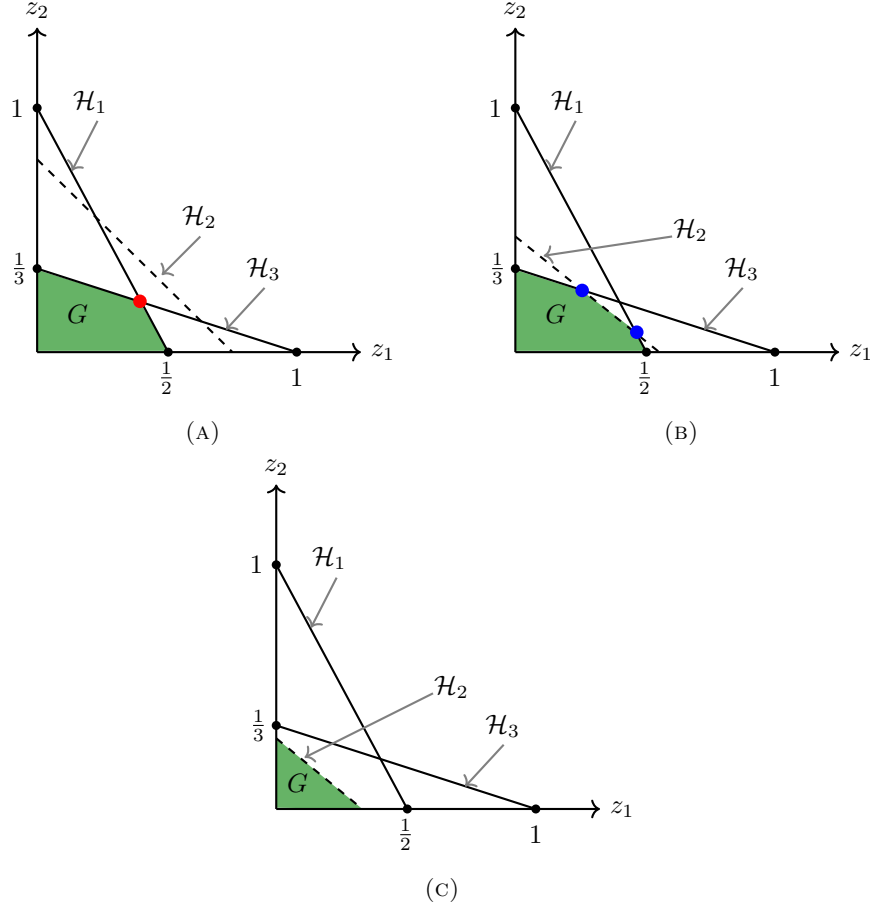 z₂
1
ℋ₁
ℋ₂
1/3
ℋ₃
G
z₁
1/2
1
(A)
z₂
1
ℋ₁
ℋ₂
1/3
ℋ₃
G
z₁
1/2
1
(B)
z₂
1
ℋ₁
ℋ₂
1/3
ℋ₃
G
z₁
1/2
1
(C)